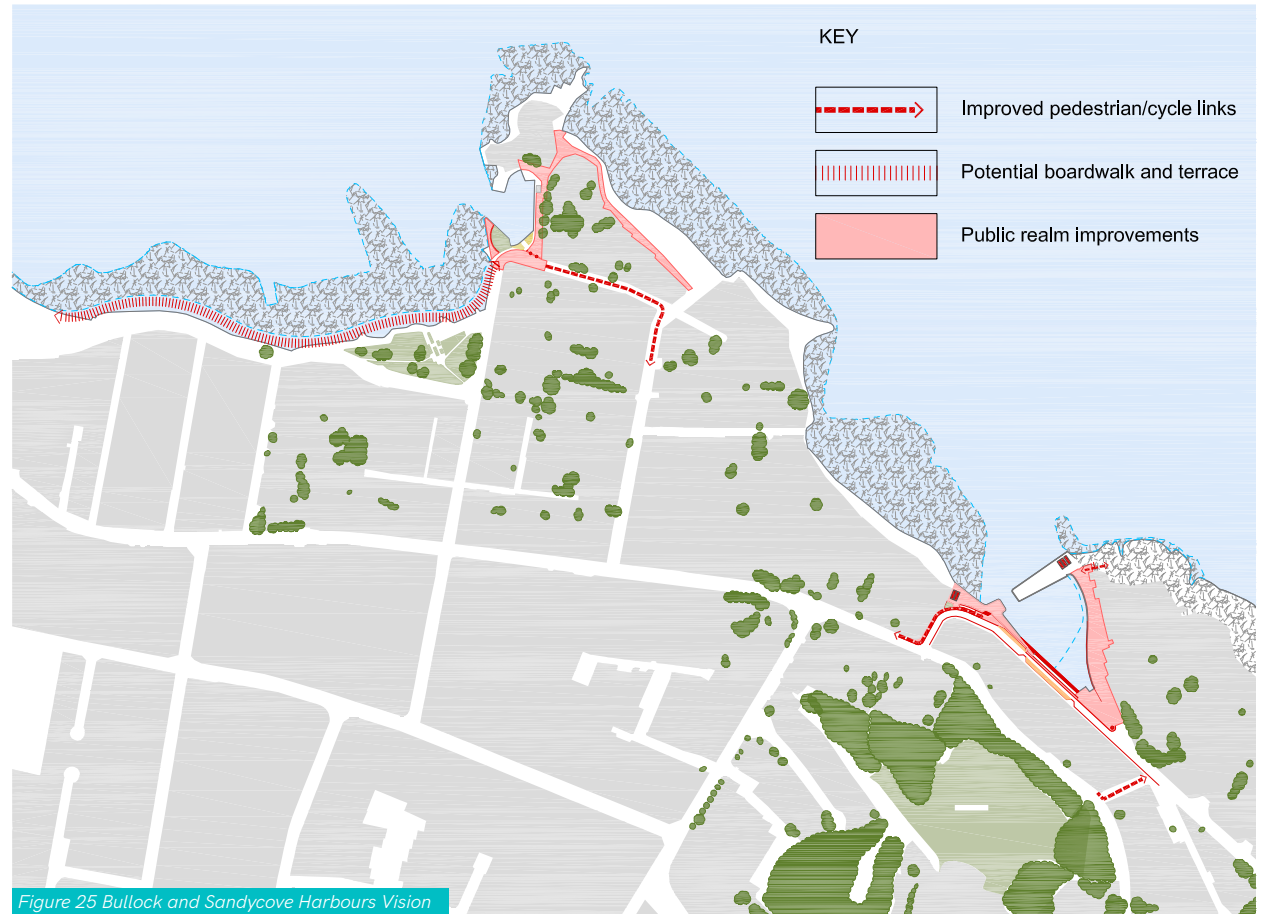 KEY
Improved pedestrian/cycle links
Potential boardwalk and terrace
Public realm improvements
Figure 25 Bullock and Sandycove Harbours Vision